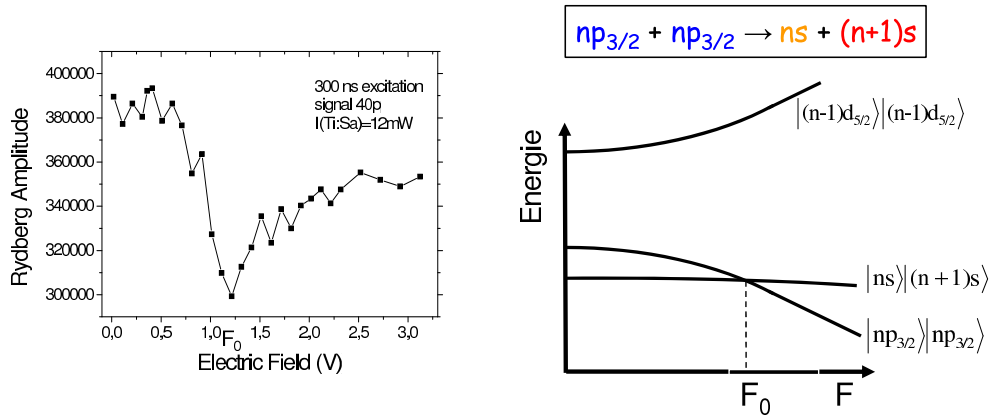 400000
380000
360000
340000
320000
300000
Rydberg Amplitude
300 ns excitation
signal 40p
I(Ti:Sa)=12mW
0,0 0,5 1,0 1,5 2,0 2,5 3,0
F₀
Electric Field (V)
np₃/₂ + np₃/₂ → ns + (n+1)s
Energie
|(n-1)d₅/₂⟩|(n-1)d₅/₂⟩
|ns⟩|(n + 1)s⟩
|np₃/₂⟩|np₃/₂⟩
F₀ F